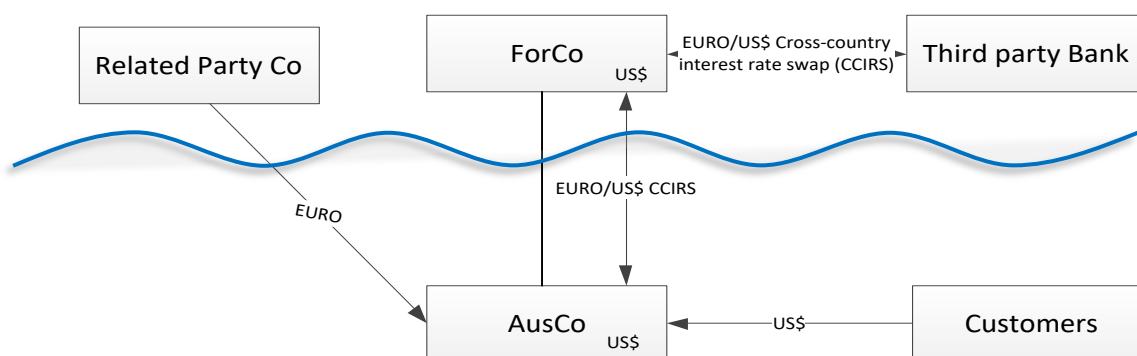 Related Party Co
ForCo
US$
EURO/US$ Cross-country
interest rate swap (CCIRS)
Third party Bank
EURO/US$ CCIRS
EURO
AusCo
US$
US$
Customers